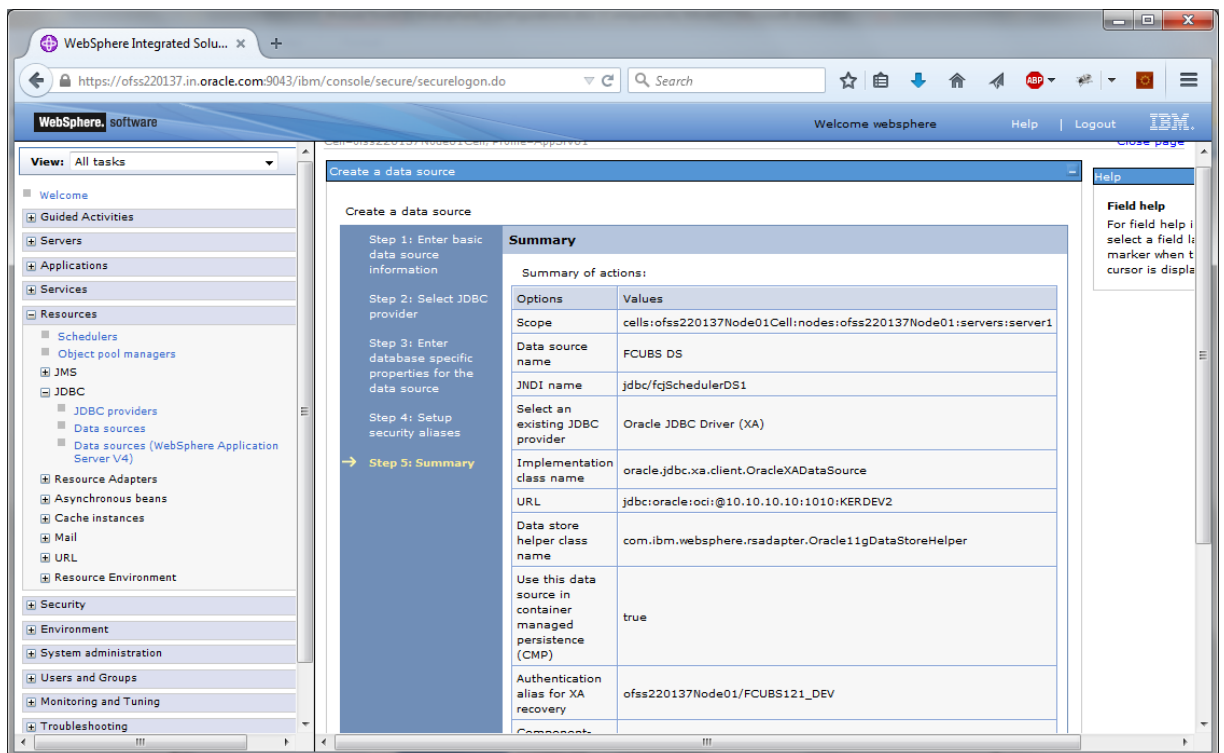 WebSphere Integrated Solu...
https://ofss220137.in.oracle.com:9043/ibm/console/secure/securelogon.do
Search
ABP
WebSphere. software
Welcome websphere
Help | Logout
IBM.
View: All tasks
Welcome
Guided Activities
Servers
Applications
Services
Resources
Schedulers
Object pool managers
JMS
JDBC
JDBC providers
Data sources
Data sources (WebSphere Application
Server V4)
Resource Adapters
Asynchronous beans
Cache instances
Mail
URL
Resource Environment
Security
Environment
System administration
Users and Groups
Monitoring and Tuning
Troubleshooting
Cell=ofss220137Node01Cell, Profile=AppSrv01
Close page
Create a data source
Create a data source
Step 1: Enter basic
data source
information
Step 2: Select JDBC
provider
Step 3: Enter
database specific
properties for the
data source
Step 4: Setup
security aliases
Step 5: Summary
Summary
Summary of actions:
Options Values
Scope cells:ofss220137Node01Cell:nodes:ofss220137Node01:servers:server1
Data source
name
FCUBS DS
JNDI name jdbc/fcjSchedulerDS1
Select an
existing JDBC
provider
Oracle JDBC Driver (XA)
Implementation
class name
oracle.jdbc.xa.client.OracleXADataSource
URL jdbc:oracle:oci:@10.10.10.10:1010:KERDEV2
Data store
helper class
name
com.ibm.websphere.rsadapter.Oracle11gDataStoreHelper
Use this data
source in
container
managed
persistence
(CMP)
true
Authentication
alias for XA
recovery
ofss220137Node01/FCUBS121_DEV
Component-
Help
Field help
For field help i
select a field la
marker when t
cursor is displa